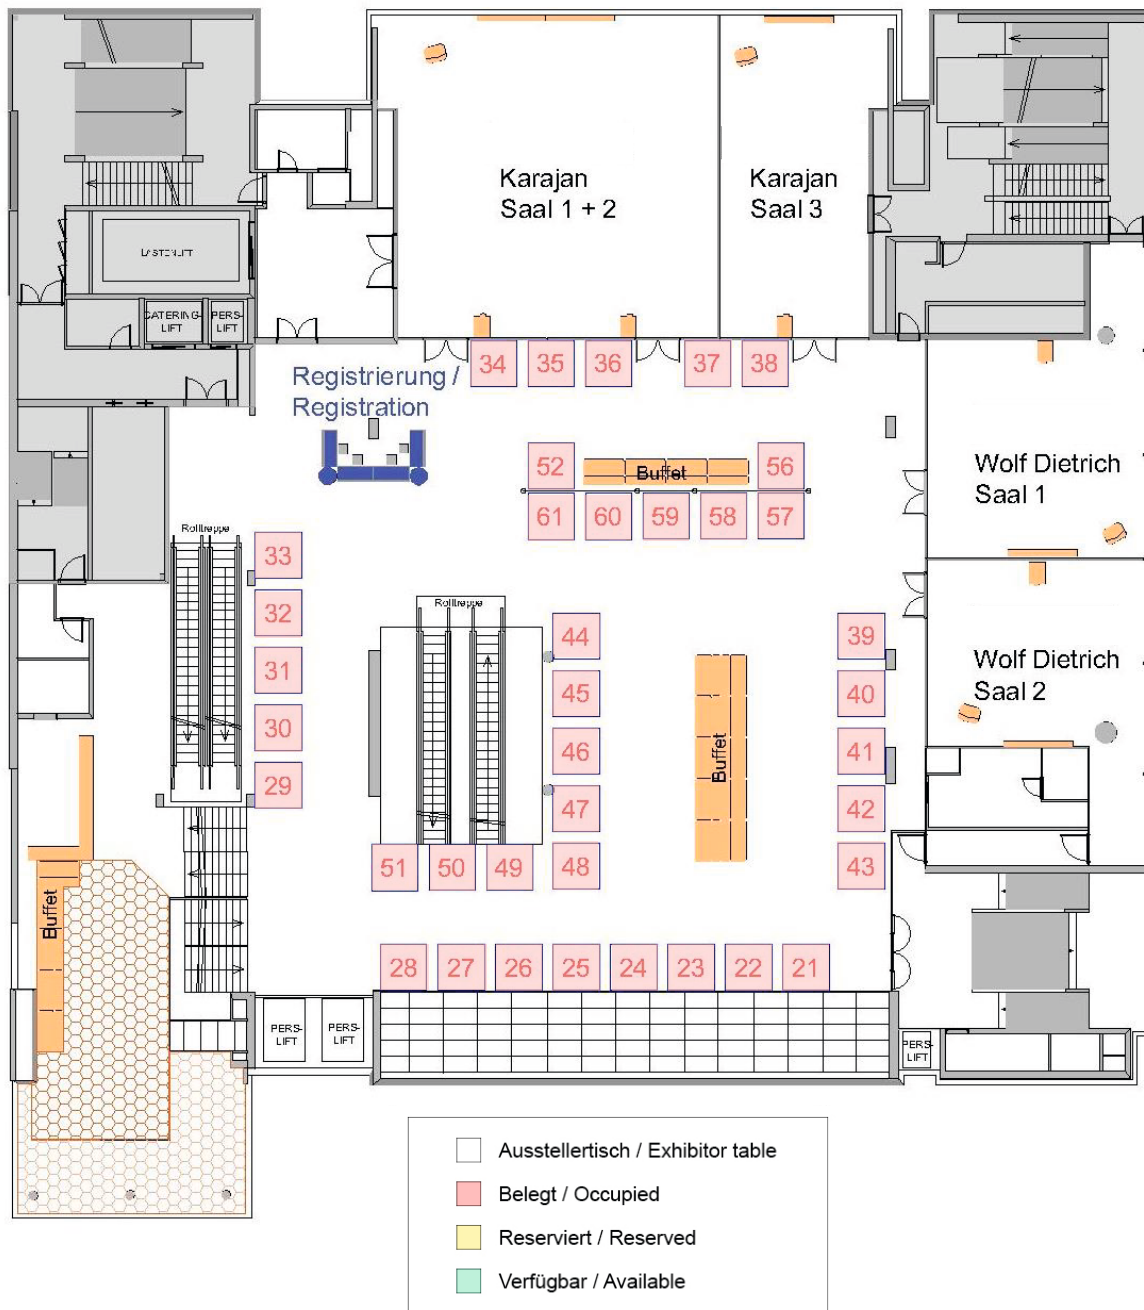 Karajan
Saal 1 + 2
Karajan
Saal 3
LASTENLIFT
CATERING-
LIFT
PERS-
LIFT
Registrierung /
Registration
34
35
36
37
38
52
Buffet
56
61
60
59
58
57
Wolf Dietrich
Saal 1
Rolltreppe
33
32
31
30
29
Rolltreppe
44
45
46
47
48
51
50
49
Buffet
39
40
41
42
43
Wolf Dietrich
Saal 2
Buffet
28
27
26
25
24
23
22
21
PERS-
LIFT
PERS-
LIFT
PERS-
LIFT
Ausstellertisch / Exhibitor table
Belegt / Occupied
Reserviert / Reserved
Verfügbar / Available